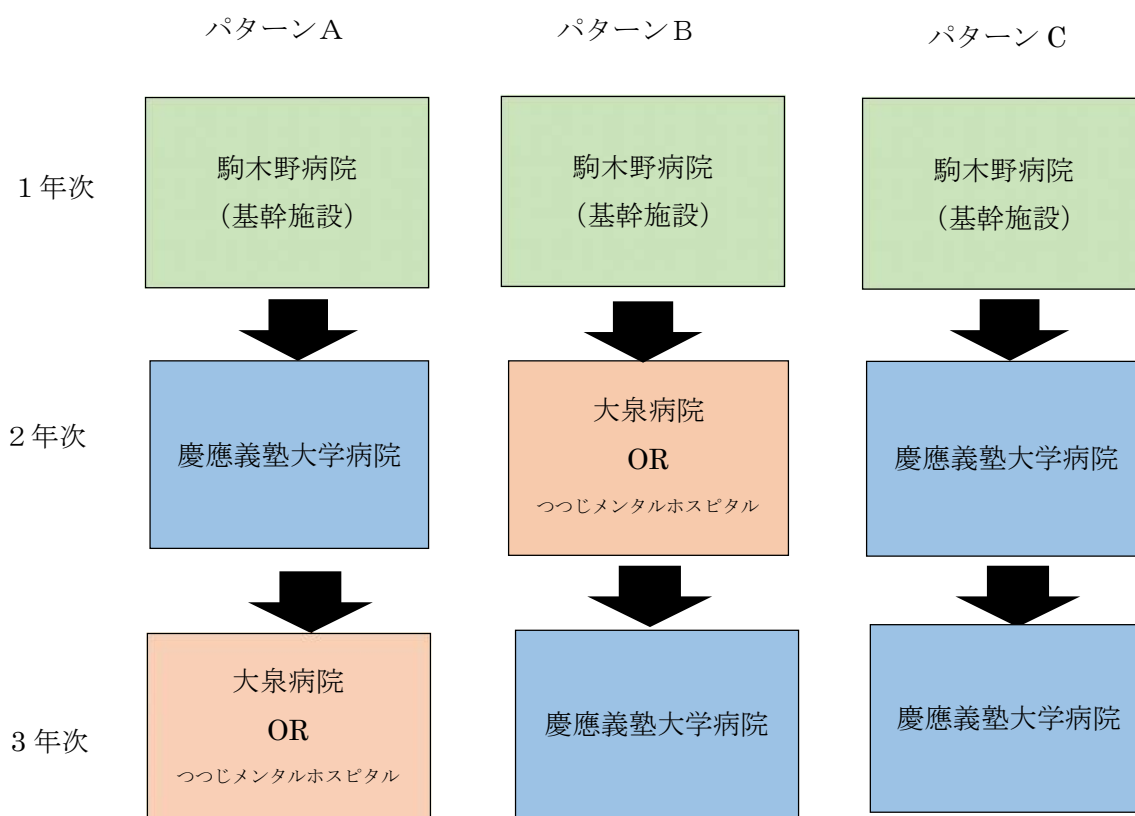 パターンA
パターンB
パターン C
1年次
駒木野病院
(基幹施設)
駒木野病院
(基幹施設)
駒木野病院
(基幹施設)
2年次
慶應義塾大学病院
大泉病院
OR
つつじメンタルホスピタル
慶應義塾大学病院
3年次
大泉病院
OR
つつじメンタルホスピタル
慶應義塾大学病院
慶應義塾大学病院